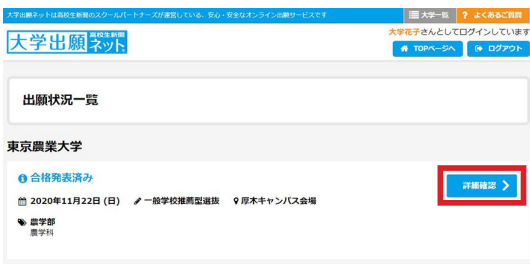 大学出願ネットは高校生新聞のスクールパートナーズが運営している、安心・安全なオンライン出願サービスです
大学一覧
? よくあるご質問
大学出願高校生新聞ネット
大学花子さんとしてログインしています
TOPページへ
ログアウト
出願状況一覧
東京農業大学
合格発表済み
詳細確認
2020年11月22日 (日) 一般学校推薦型選抜 厚木キャンパス会場
農学部
農学科